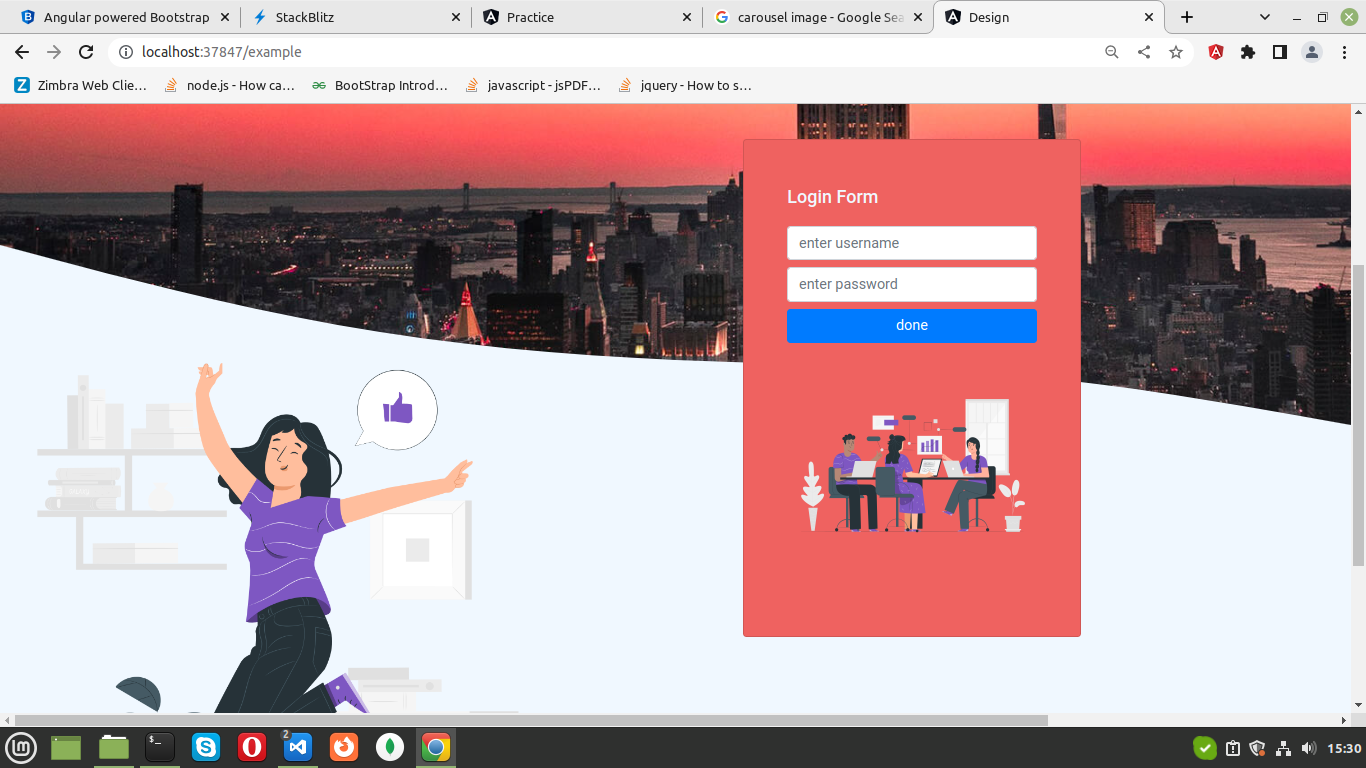 Angular powered Bootstrap
StackBlitz
Practice
carousel image - Google Sea
Design
localhost:37847/example
Zimbra Web Clie...
node.js - How ca...
BootStrap Introd...
javascript - jsPDF...
jquery - How to s...
Login Form
enter username
enter password
done
2
15:30